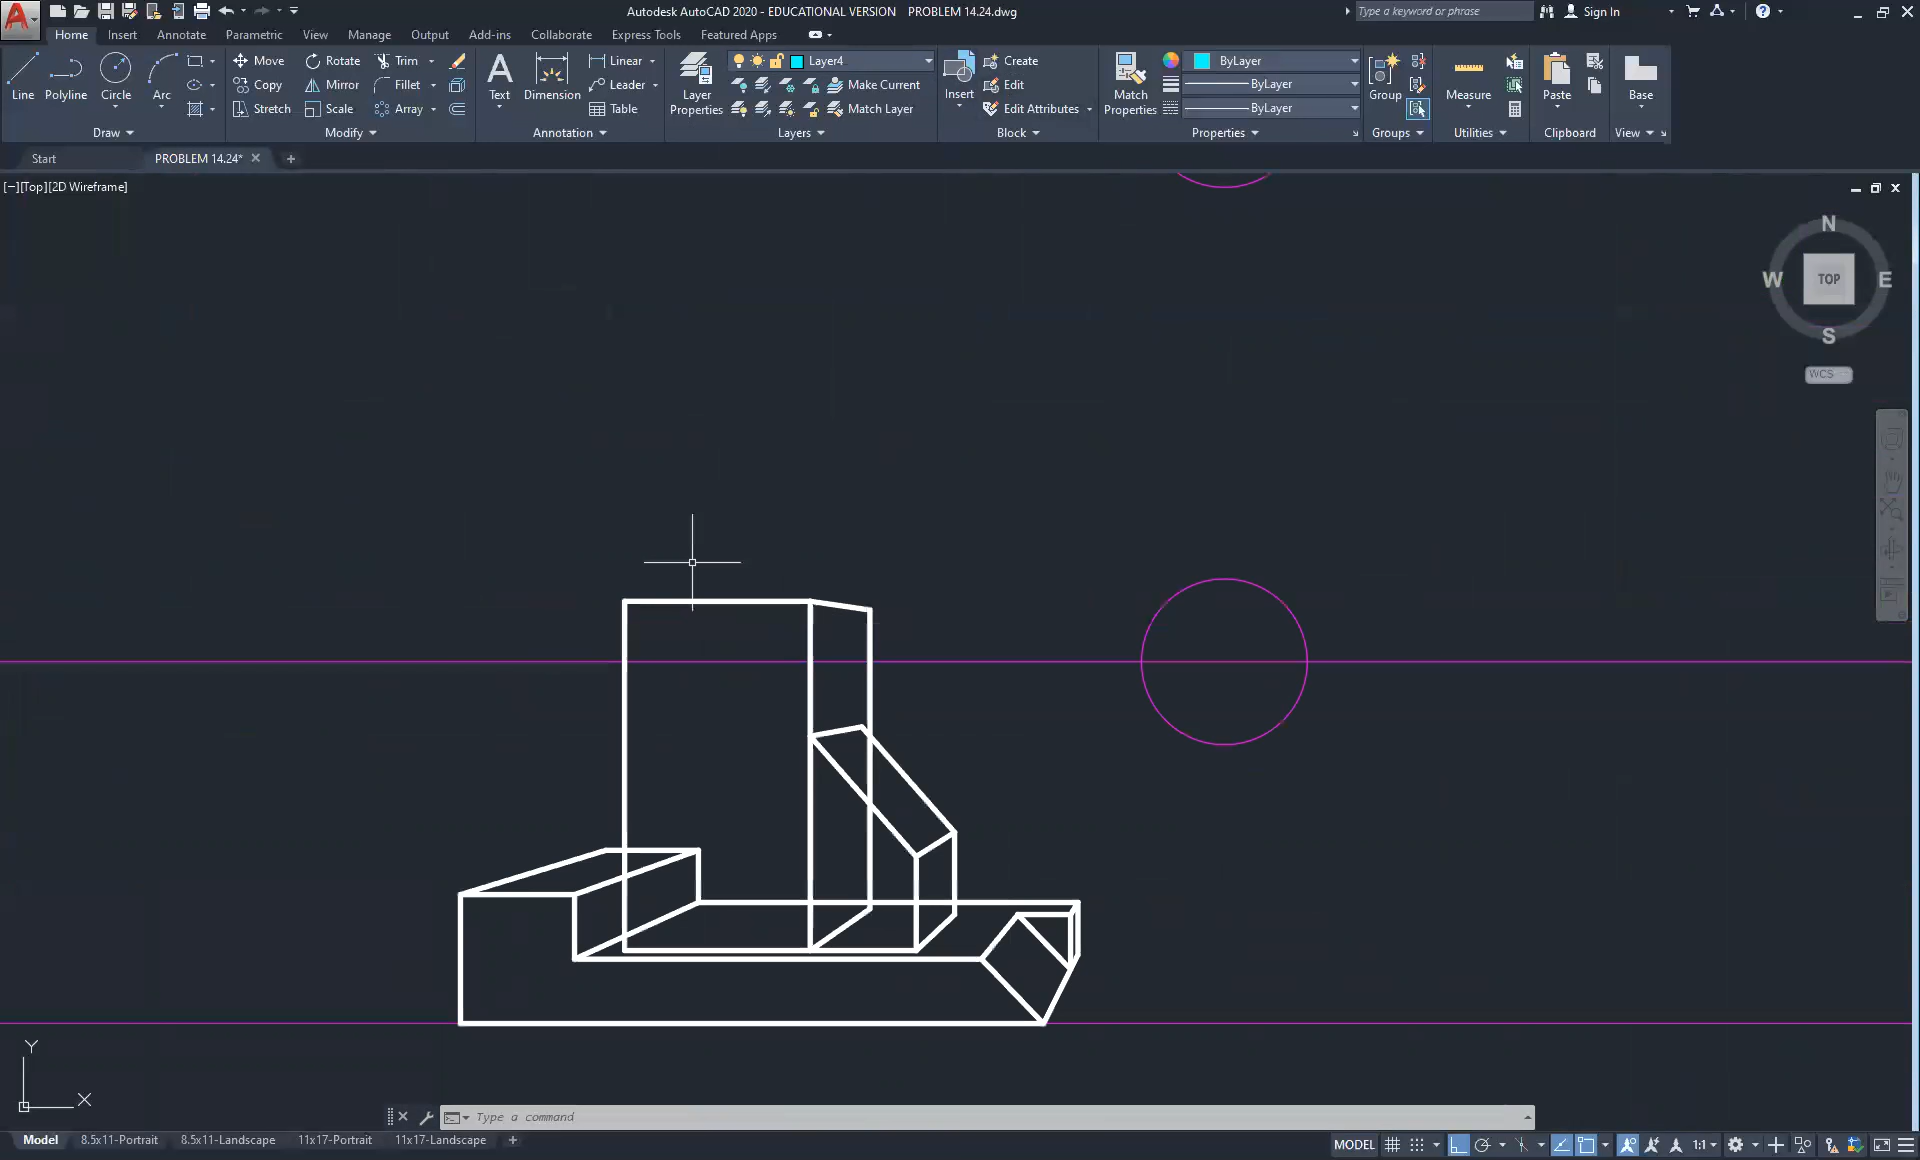 Autodesk AutoCAD 2020 - EDUCATIONAL VERSION PROBLEM 14.24.dwg Type a keyword or phrase Sign In
Home Insert Annotate Parametric View Manage Output Add-ins Collaborate Express Tools Featured Apps
Move Rotate Trim Linear Layer4 Create ByLayer
Copy Mirror Fillet Leader Make Current Edit ByLayer
Line Polyline Circle Arc Text Dimension Layer Properties Insert Match Properties Group Measure Paste Base
Stretch Scale Array Table Match Layer Edit Attributes ByLayer
Draw Modify Annotation Layers Block Properties Groups Utilities Clipboard View
Start PROBLEM 14.24*
[−][Top][2D Wireframe]
N
W TOP E
S
WCS
Y
X
Type a command
Model 8.5x11-Portrait 8.5x11-Landscape 11x17-Portrait 11x17-Landscape MODEL 1:1